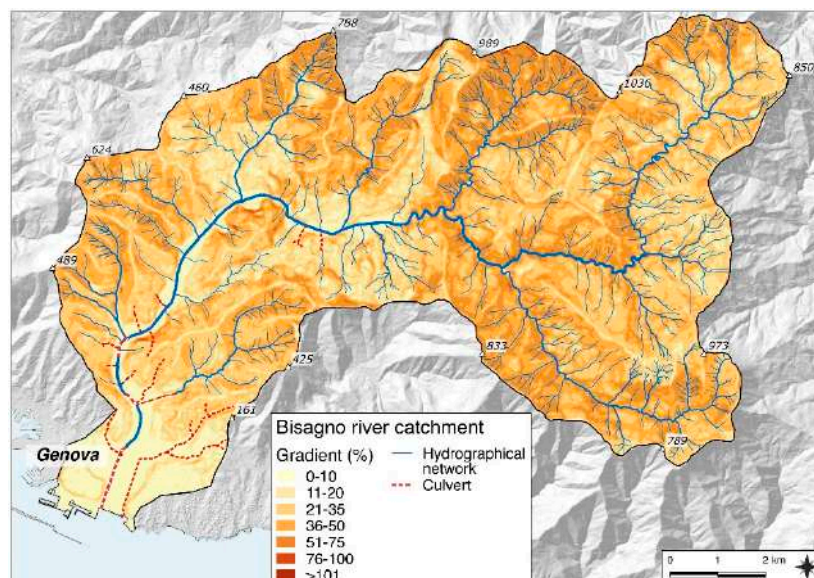 788
989
1036
850
460
624
489
425
833
973
161
789
Genova
Bisagno river catchment
Gradient (%)
0-10
11-20
21-35
36-50
51-75
76-100
>101
Hydrographical
network
Culvert
0 1 2 km